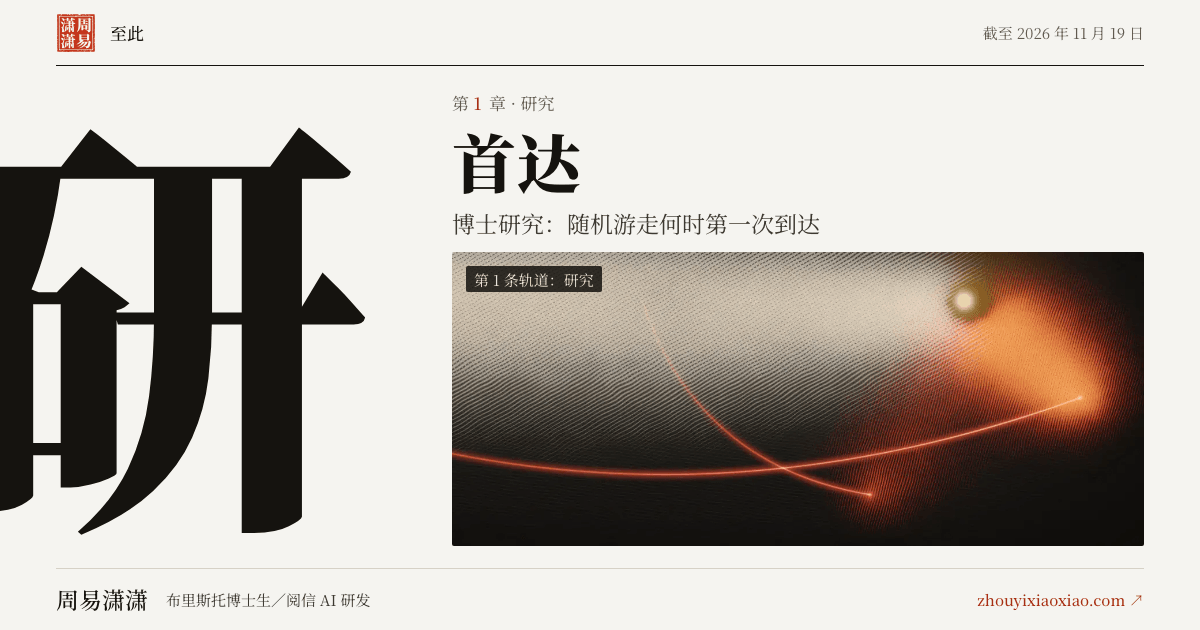 周易潇潇
至此
截至 2026 年 11 月 19 日
研
第 1 章 · 研究
首达
博士研究：随机游走何时第一次到达
第 1 条轨道：研究
周易潇潇
布里斯托博士生／阅信 AI 研发
zhouyixiaoxiao.com ↗